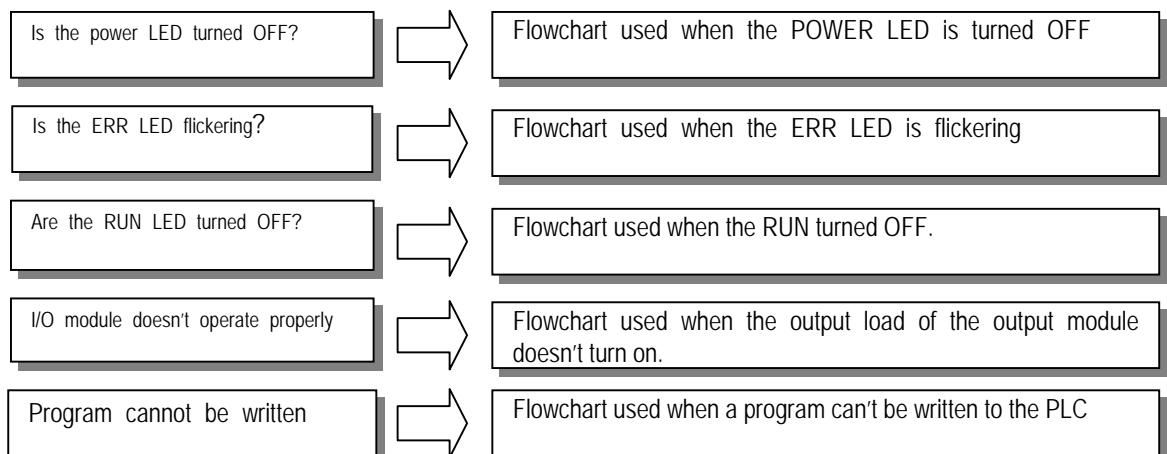 Is the power LED turned OFF?
Flowchart used when the POWER LED is turned OFF
Is the ERR LED flickering?
Flowchart used when the ERR LED is flickering
Are the RUN LED turned OFF?
Flowchart used when the RUN turned OFF.
I/O module doesn't operate properly
Flowchart used when the output load of the output module
doesn't turn on.
Program cannot be written
Flowchart used when a program can't be written to the PLC